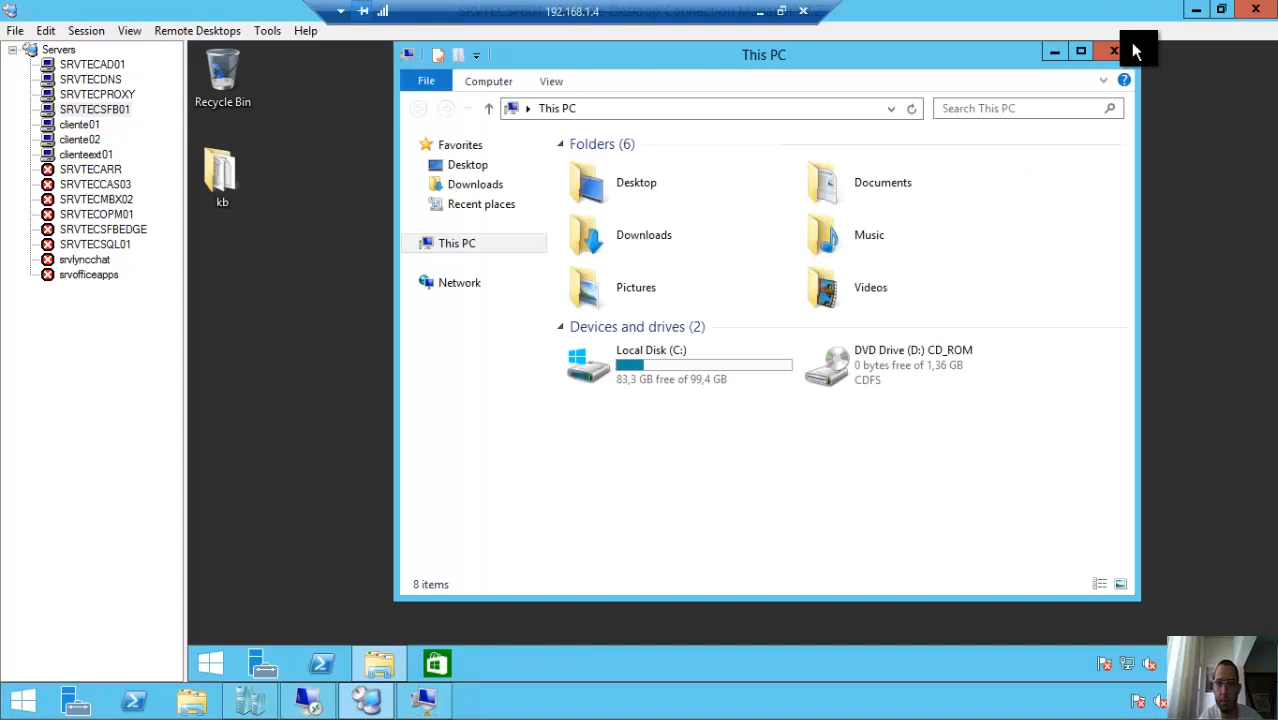 192.168.1.4
File Edit Session View Remote Desktops Tools Help
Servers
SRVTECAD01
SRVTECDNS
SRVTECPROXY
SRVTECSFB01
cliente01
cliente02
clienteext01
SRVTECARR
SRVTECCAS03
SRVTECMBX02
SRVTECOPM01
SRVTECSFBEDGE
SRVTECSQL01
srvlyncchat
srvofficeapps
Recycle Bin
kb
This PC
File Computer View
This PC
Search This PC
Favorites
Desktop
Downloads
Recent places
This PC
Network
Folders (6)
Desktop
Documents
Downloads
Music
Pictures
Videos
Devices and drives (2)
Local Disk (C:)
83,3 GB free of 99,4 GB
DVD Drive (D:) CD_ROM
0 bytes free of 1,36 GB
CDFS
8 items